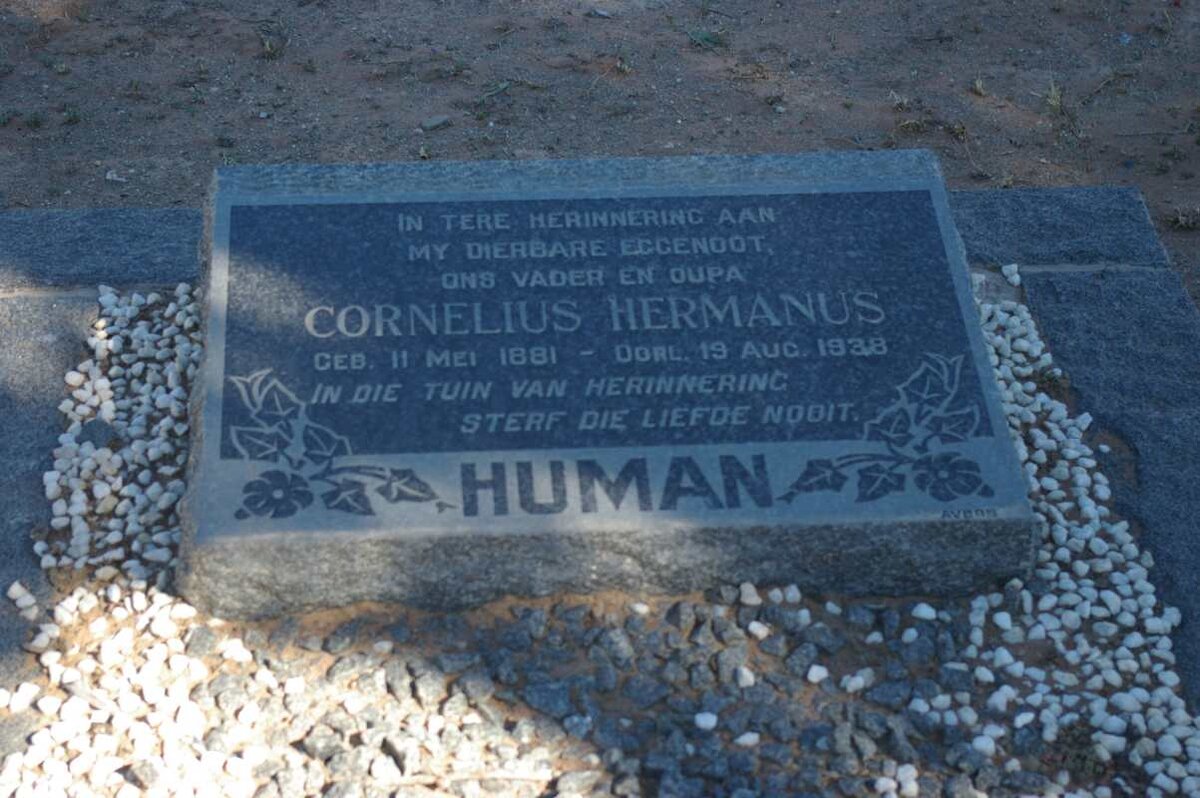 IN TERE HERINNERING AAN
MY DIERBARE EGGENOOT,
ONS VADER EN OUPA
CORNELIUS HERMANUS
GEB. 11 MEI 1881 - OORL. 19 AUG. 1938
IN DIE TUIN VAN HERINNERING
STERF DIE LIEFDE NOOIT.
HUMAN